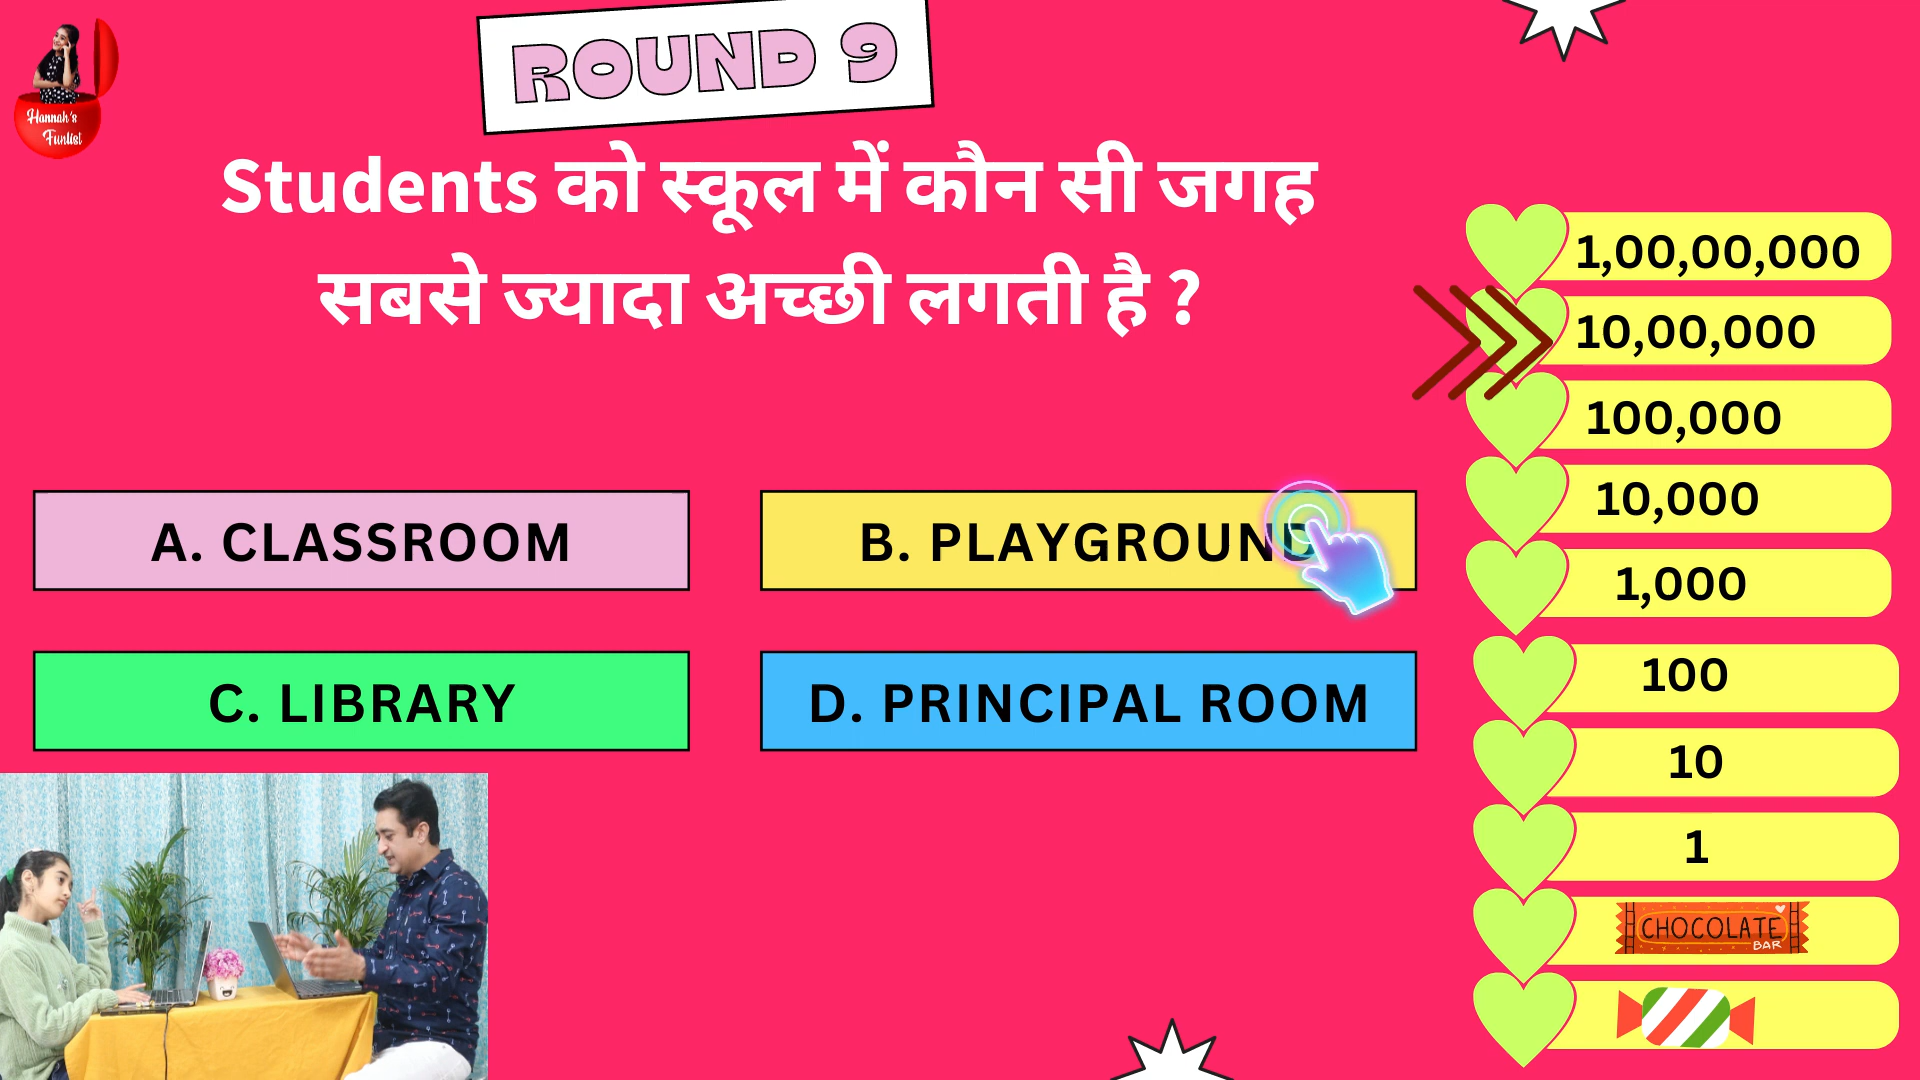 Hannah's
Funlist
ROUND 9
Students को स्कूल में कौन सी जगह
सबसे ज्यादा अच्छी लगती है ?
A. CLASSROOM
B. PLAYGROUND
C. LIBRARY
D. PRINCIPAL ROOM
1,00,00,000
10,00,000
100,000
10,000
1,000
100
10
1
CHOCOLATE
BAR